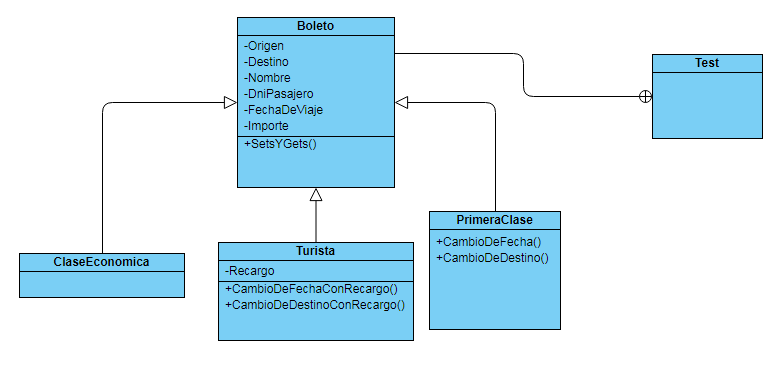 Boleto
-Origen
-Destino
-Nombre
-DniPasajero
-FechaDeViaje
-Importe
+SetsYGets()
Test
ClaseEconomica
Turista
-Recargo
+CambioDeFechaConRecargo()
+CambioDeDestinoConRecargo()
PrimeraClase
+CambioDeFecha()
+CambioDeDestino()